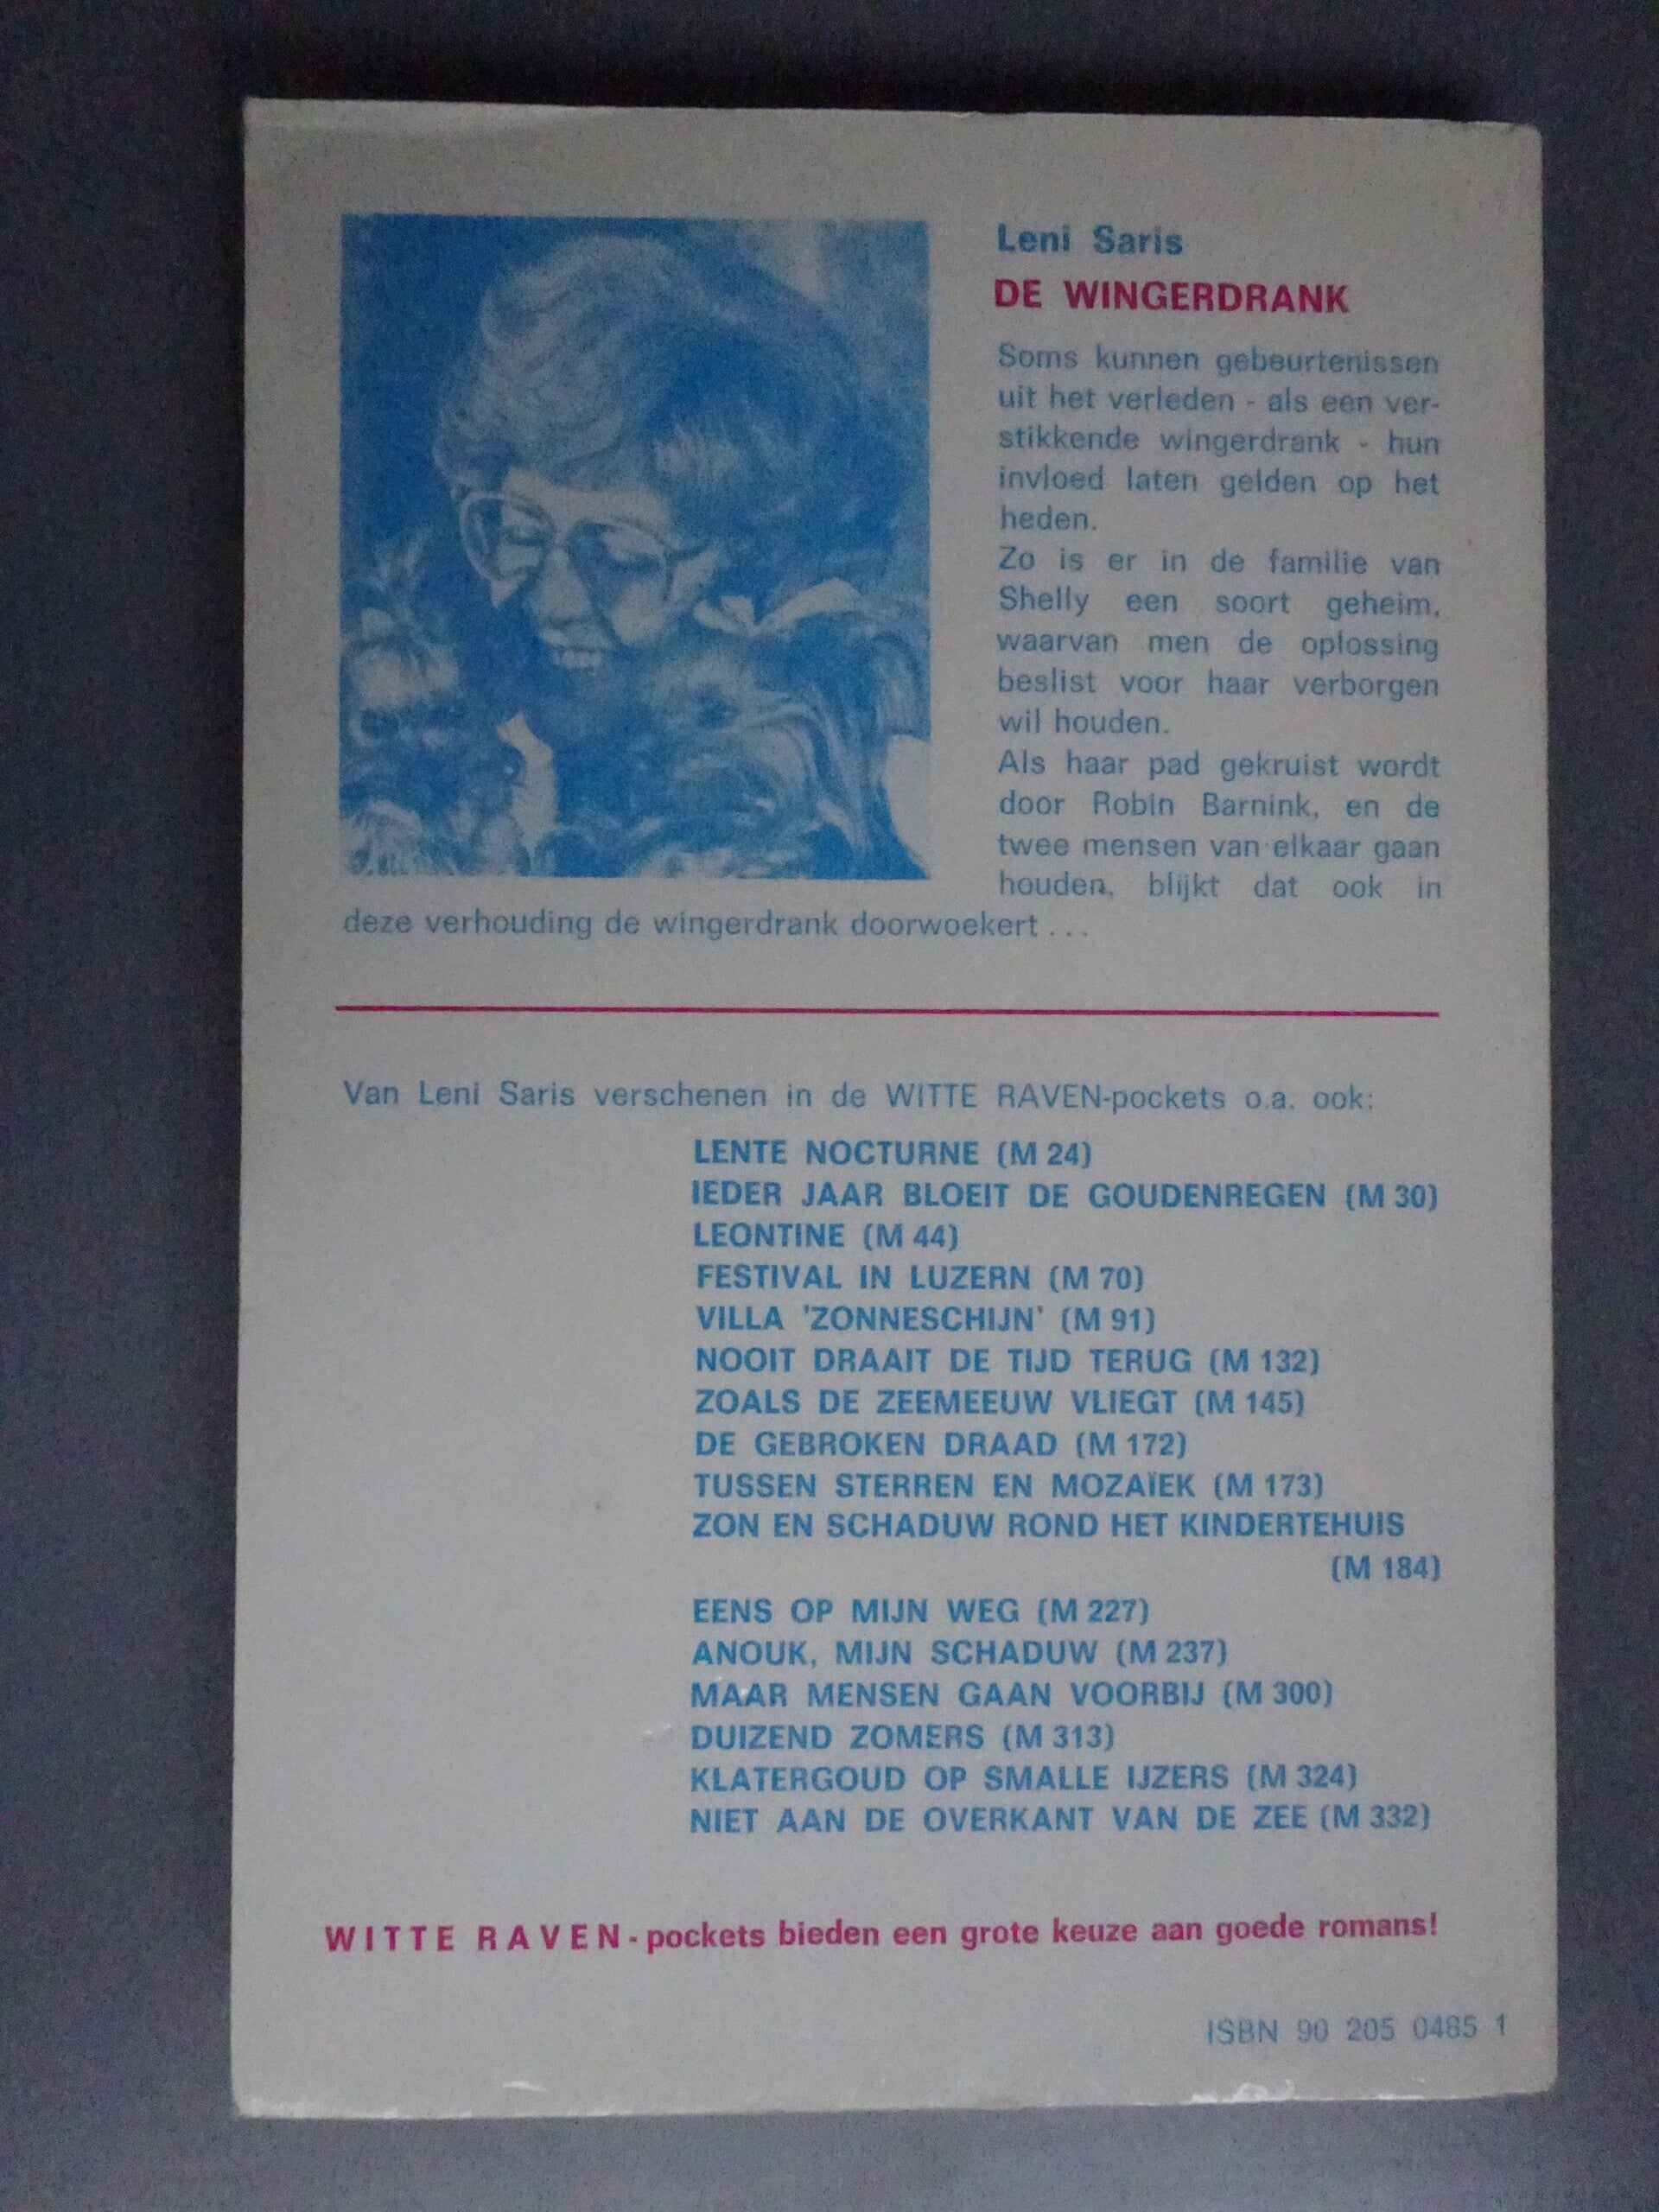 Leni Saris
DE WINGERDRANK
Soms kunnen gebeurtenissen
uit het verleden - als een ver-
stikkende wingerdrank - hun
invloed laten gelden op het
heden.
Zo is er in de familie van
Shelly een soort geheim,
waarvan men de oplossing
beslist voor haar verborgen
wil houden.
Als haar pad gekruist wordt
door Robin Barnink, en de
twee mensen van elkaar gaan
houden, blijkt dat ook in
deze verhouding de wingerdrank doorwoekert ...
Van Leni Saris verschenen in de WITTE RAVEN-pockets o.a. ook:
LENTE NOCTURNE (M 24)
IEDER JAAR BLOEIT DE GOUDENREGEN (M 30)
LEONTINE (M 44)
FESTIVAL IN LUZERN (M 70)
VILLA 'ZONNESCHIJN' (M 91)
NOOIT DRAAIT DE TIJD TERUG (M 132)
ZOALS DE ZEEMEEUW VLIEGT (M 145)
DE GEBROKEN DRAAD (M 172)
TUSSEN STERREN EN MOZAÏEK (M 173)
ZON EN SCHADUW ROND HET KINDERTEHUIS
(M 184)
EENS OP MIJN WEG (M 227)
ANOUK, MIJN SCHADUW (M 237)
MAAR MENSEN GAAN VOORBIJ (M 300)
DUIZEND ZOMERS (M 313)
KLATERGOUD OP SMALLE IJZERS (M 324)
NIET AAN DE OVERKANT VAN DE ZEE (M 332)
WITTE RAVEN-pockets bieden een grote keuze aan goede romans!
ISBN 90 205 0485 1